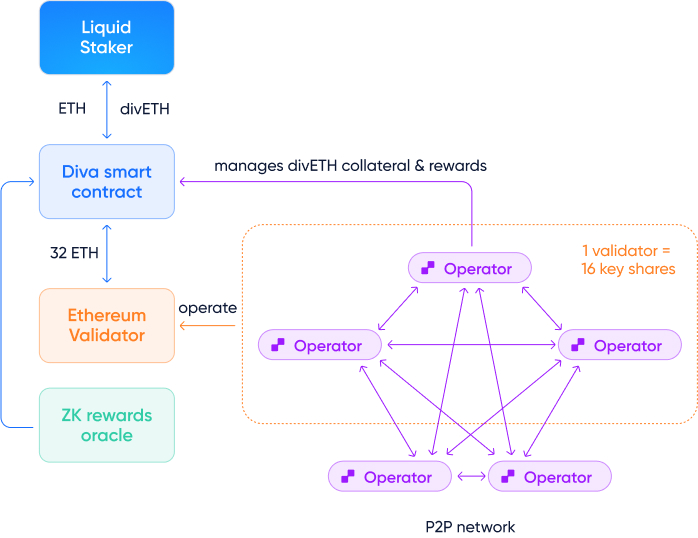 Liquid
Staker
ETH
divETH
Diva smart
contract
manages divETH collateral & rewards
32 ETH
1 validator =
16 key shares
Operator
Ethereum
Validator
operate
Operator
Operator
ZK rewards
oracle
Operator
Operator
P2P network